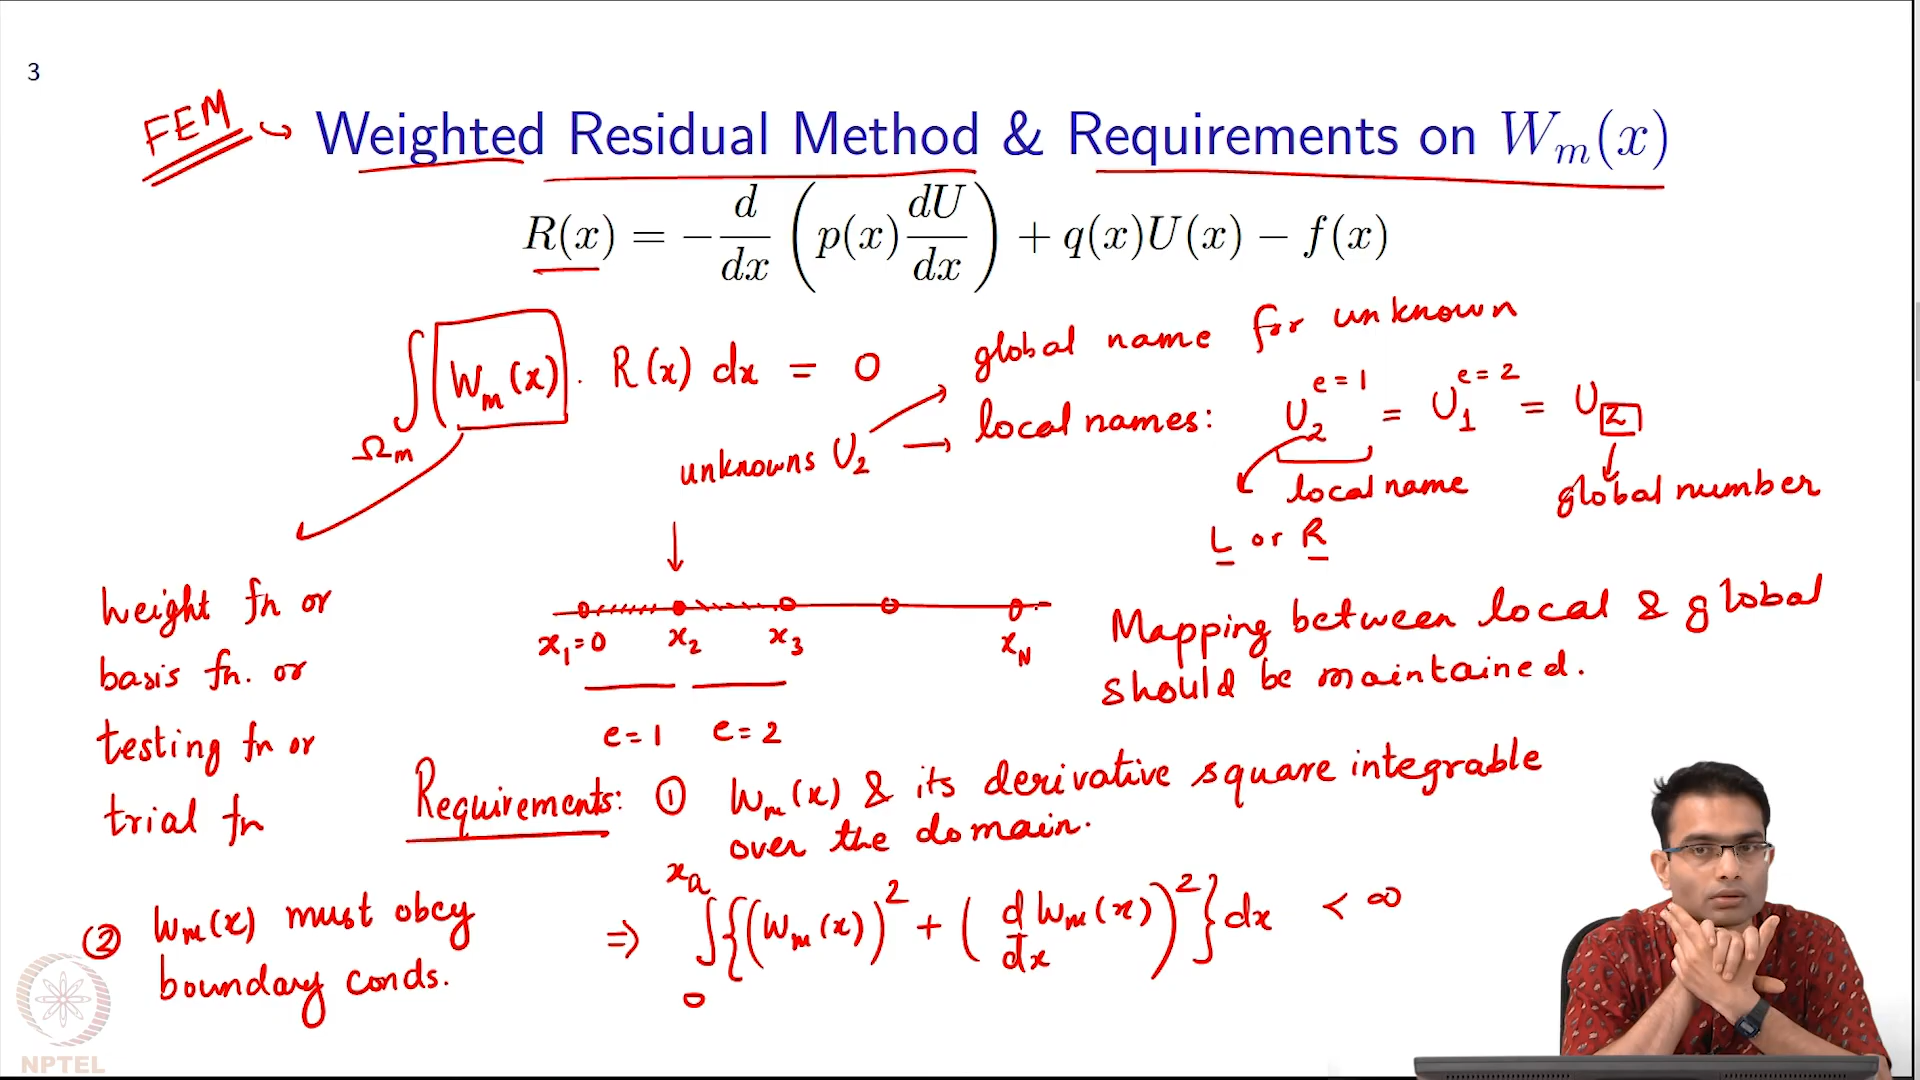 3
FEM
Weighted Residual Method & Requirements on W_m(x)
R(x) = -d/dx (p(x) dU/dx) + q(x)U(x) - f(x)
∫_{Ω_m} W_m(x) · R(x) dx = 0
unknowns U_2
global name for unknown
local names: U_2^{e=1} = U_1^{e=2} = U_2
local name
global number
L or R
x_1=0 x_2 x_3 x_N
e=1 e=2
Mapping between local & global
should be maintained.
weight fn or
basis fn. or
testing fn or
trial fn
Requirements: ① W_m(x) & its derivative square integrable
over the domain.
⇒ ∫_0^{x_a} {(W_m(x))^2 + (d/dx W_m(x))^2} dx < ∞
② W_m(x) must obey
boundary conds.
NPTEL